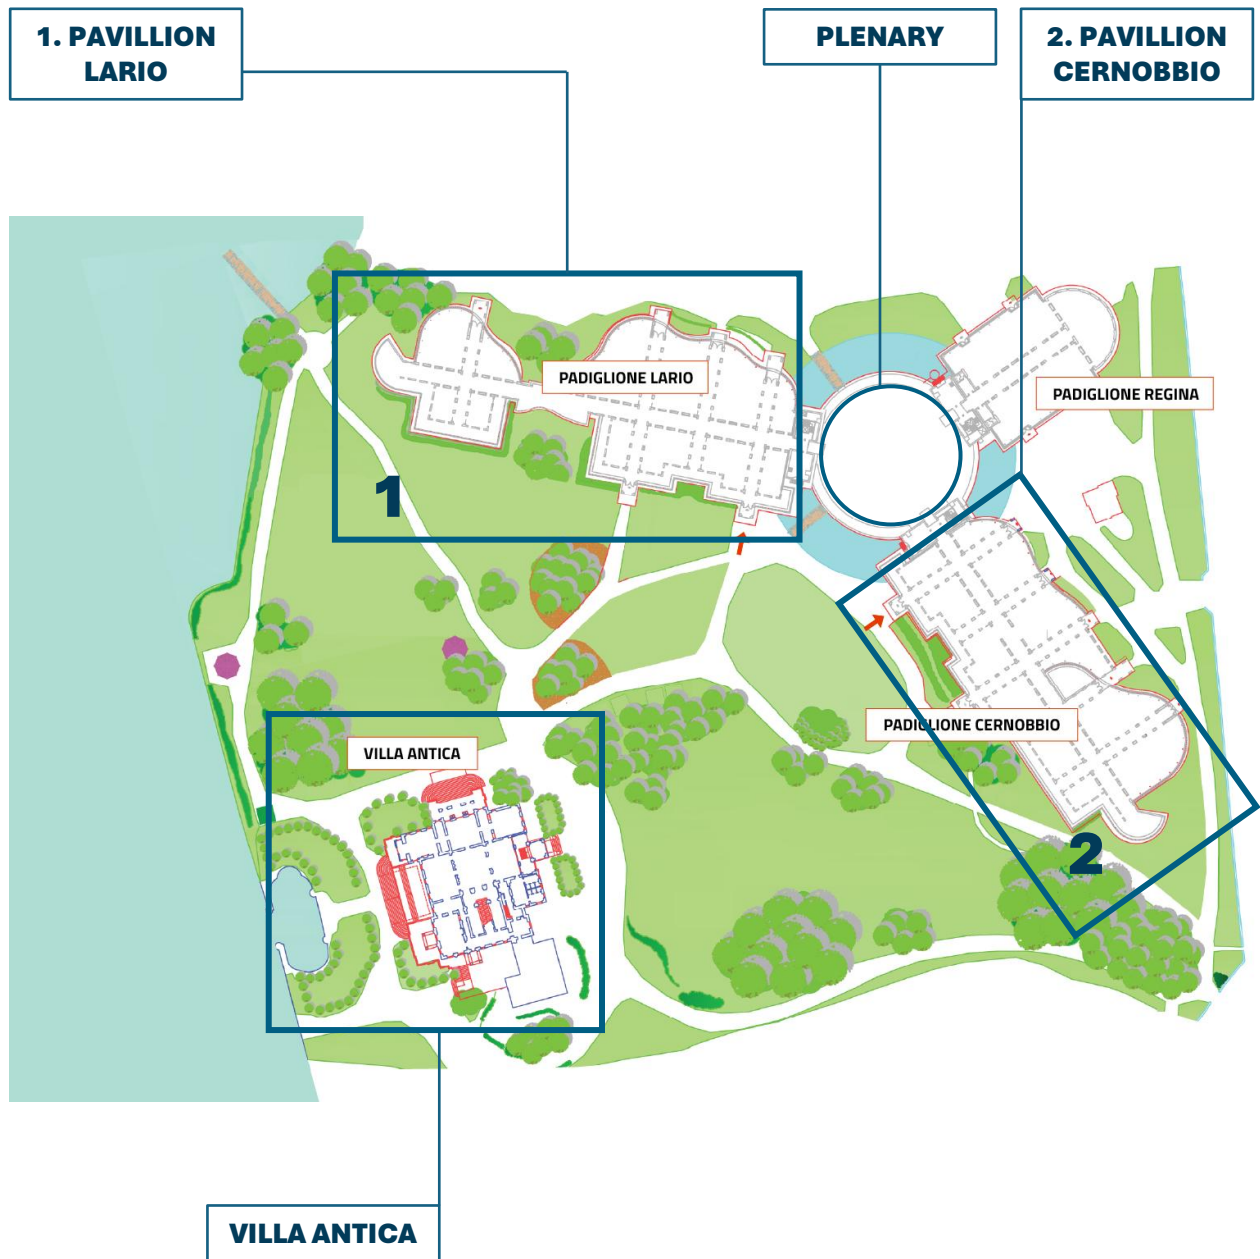 1. PAVILLION
LARIO
PLENARY
2. PAVILLION
CERNOBBIO
PADIGLIONE LARIO
PADIGLIONE REGINA
1
PADIGLIONE CERNOBBIO
VILLA ANTICA
2
VILLA ANTICA